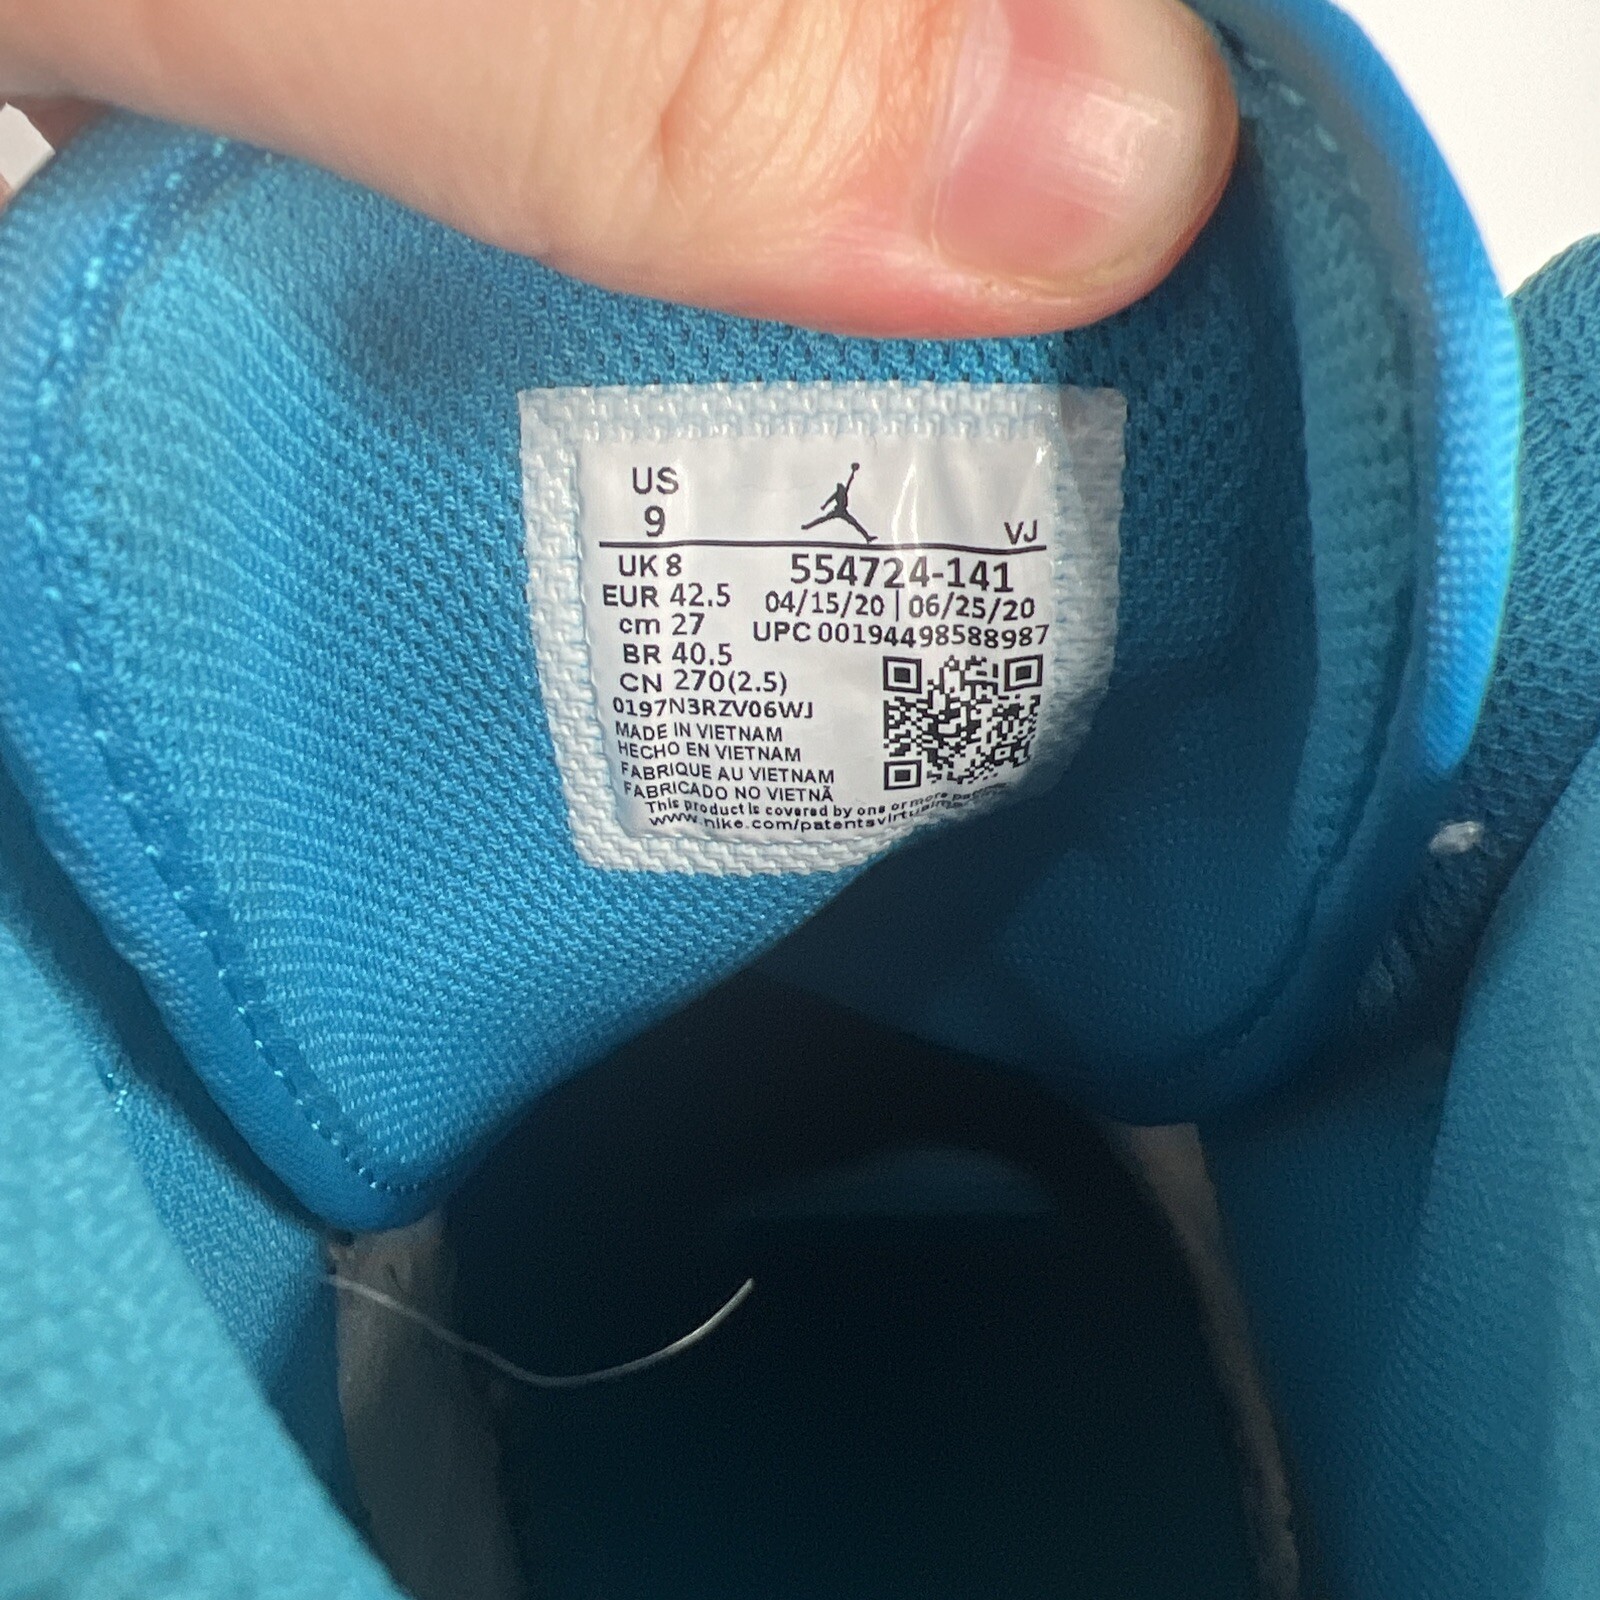 US
9
VJ
UK 8
554724-141
EUR 42.5
04/15/20 | 06/25/20
cm 27
UPC 00194498588987
BR 40.5
CN 270(2.5)
0197N3RZV06WJ
MADE IN VIETNAM
HECHO EN VIETNAM
FABRIQUE AU VIETNAM
FABRICADO NO VIETNÃ
This product is covered by one or more
www.nike.com/patents